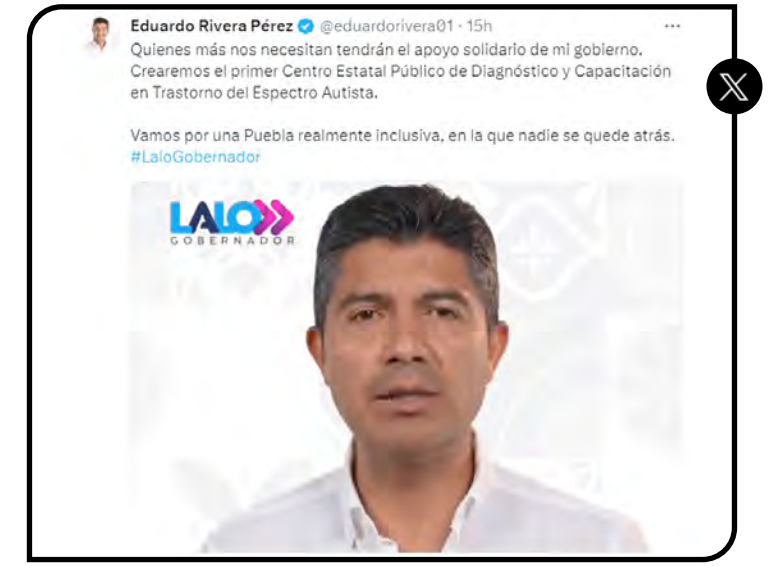 Eduardo Rivera Pérez @eduardorivera01 · 15h
Quienes más nos necesitan tendrán el apoyo solidario de mi gobierno.
Crearemos el primer Centro Estatal Público de Diagnóstico y Capacitación
en Trastorno del Espectro Autista.
Vamos por una Puebla realmente inclusiva, en la que nadie se quede atrás.
#LaloGobernador
LALO
GOBERNADOR